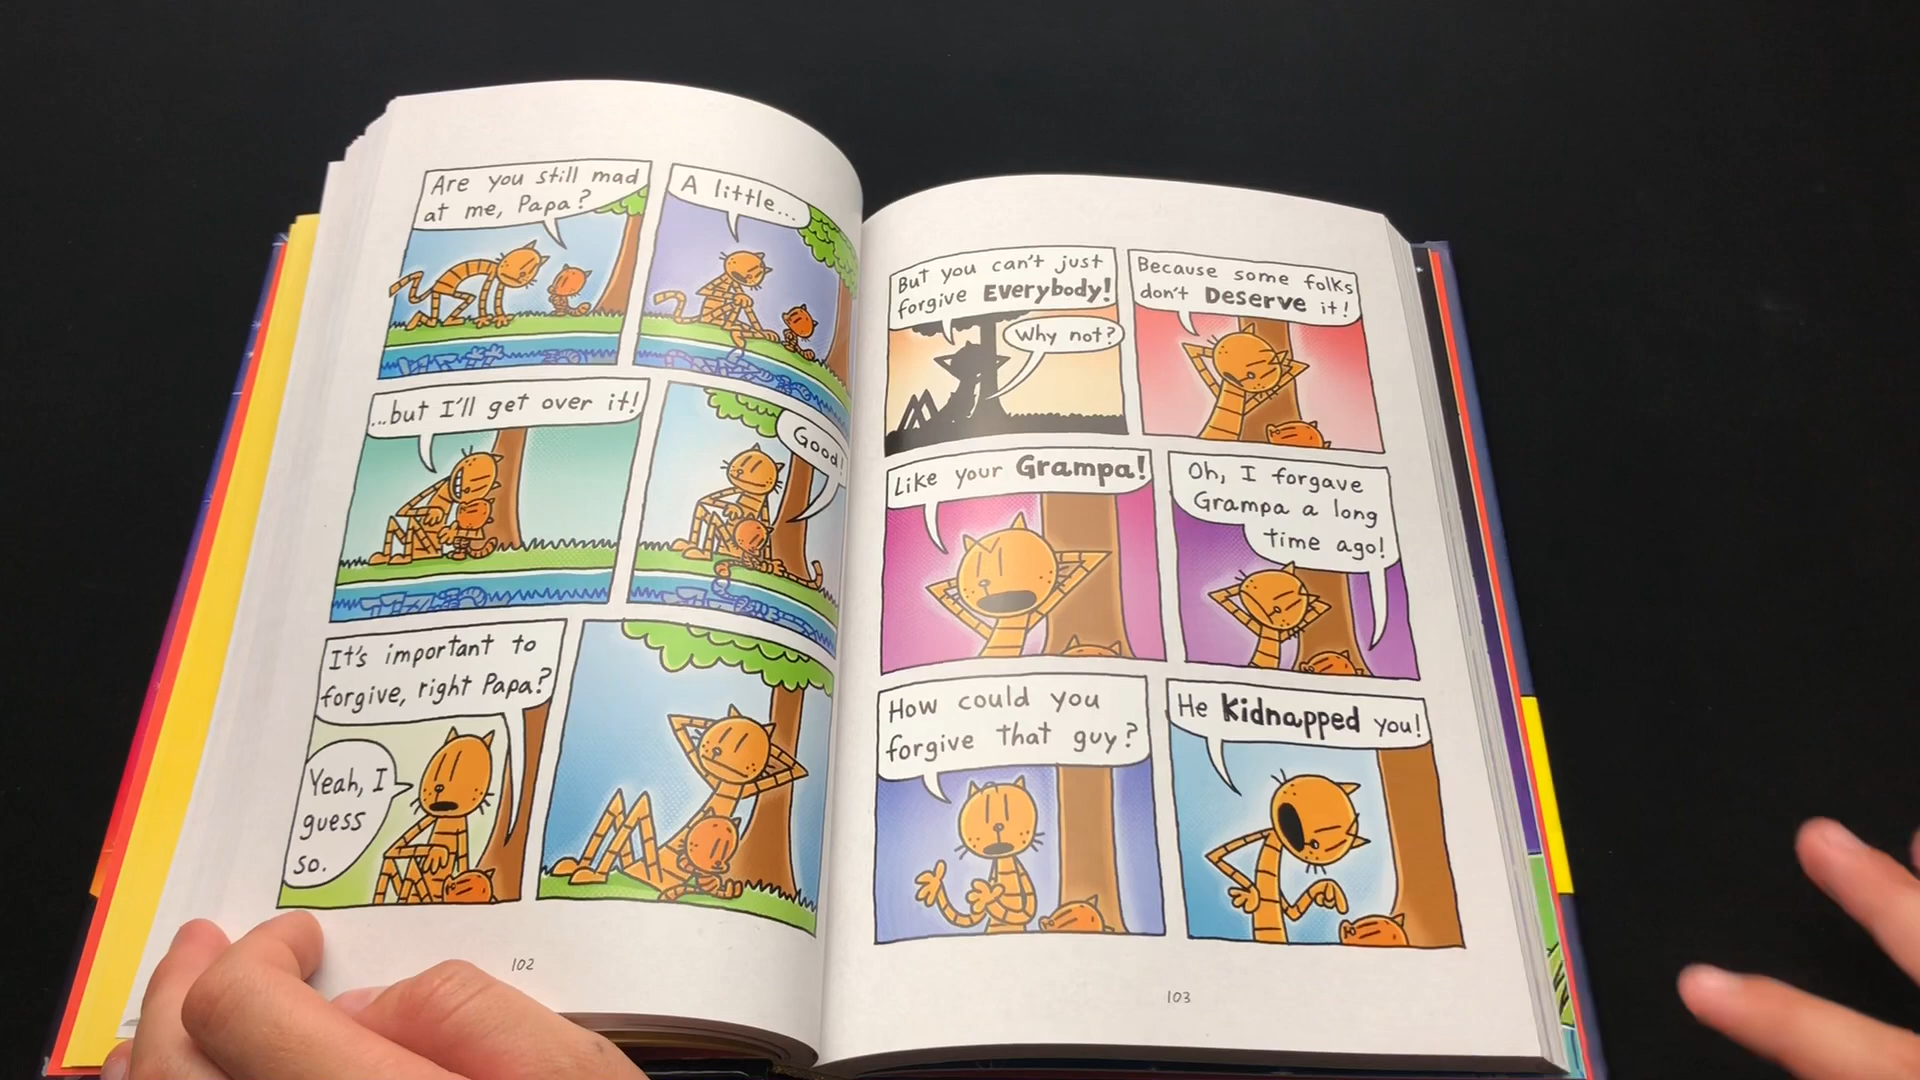 Are you still mad
at me, Papa?
A little...
...but I'll get over it!
Good!
It's important to
forgive, right Papa?
Yeah, I
guess
so.
102
But you can't just
forgive Everybody!
Why not?
Because some folks
don't Deserve it!
Like your Grampa!
Oh, I forgave
Grampa a long
time ago!
How could you
forgive that guy?
He Kidnapped you!
103